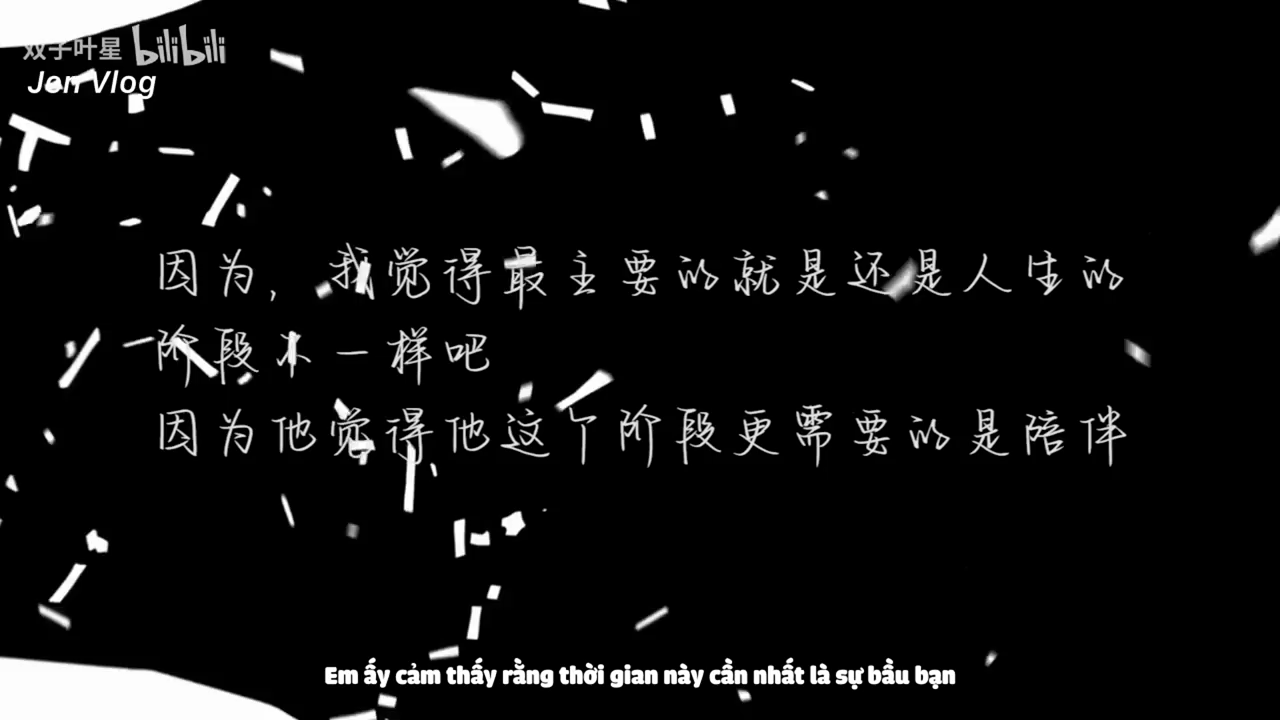 双子叶星 bilibili
Jen Vlog
因为，我觉得最主要的就是还是人生的
阶段不一样吧
因为他觉得他这个阶段更需要的是陪伴
Em ấy cảm thấy rằng thời gian này cần nhất là sự bầu bạn